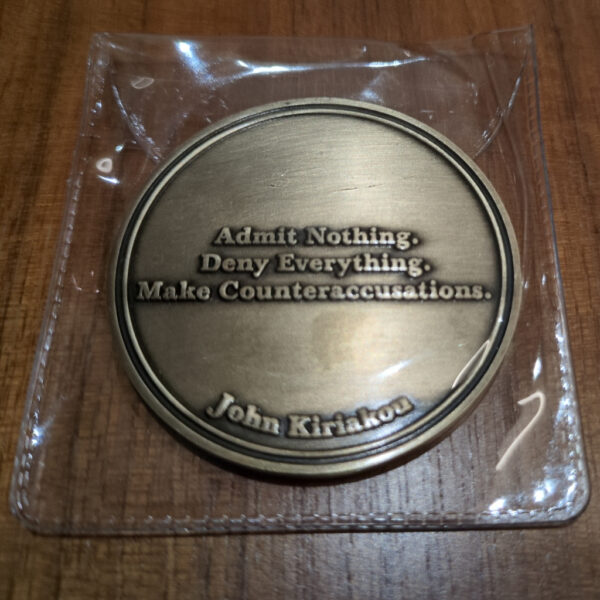 Admit Nothing.
Deny Everything.
Make Counteraccusations.
John Kiriakou